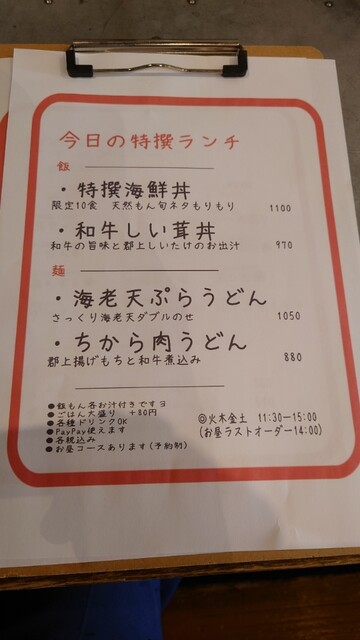 今日の特撰ランチ
飯
・特撰海鮮丼
限定10食 天然もん旬ネタもりもり 1100
・和牛しい茸丼
和牛の旨味と郡上しいたけのお出汁 970
麺
・海老天ぷらうどん
さっくり海老天ダブルのせ 1050
・ちから肉うどん
郡上揚げもちと和牛煮込み 880
●飯もん各お汁付きですヨ
●ごはん大盛り +80円
●各種ドリンクOK
●PayPay使えます
●各税込み
●お昼コースあります(予約制)
◎火木金土 11:30ー15:00
(お昼ラストオーダー14:00)